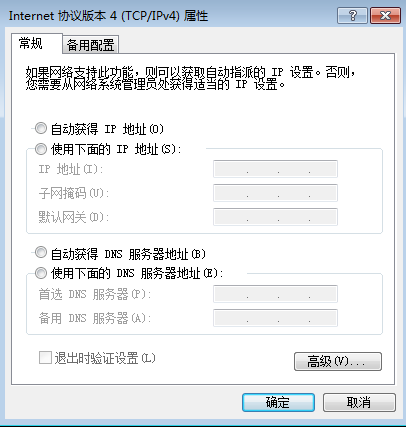 Internet 协议版本 4 (TCP/IPv4) 属性
常规 备用配置
如果网络支持此功能，则可以获取自动指派的 IP 设置。否则，
您需要从网络系统管理员处获得适当的 IP 设置。
自动获得 IP 地址(O)
使用下面的 IP 地址(S):
IP 地址(I):
子网掩码(U):
默认网关(D):
自动获得 DNS 服务器地址(B)
使用下面的 DNS 服务器地址(E):
首选 DNS 服务器(P):
备用 DNS 服务器(A):
退出时验证设置(L)
高级(V)...
确定 取消